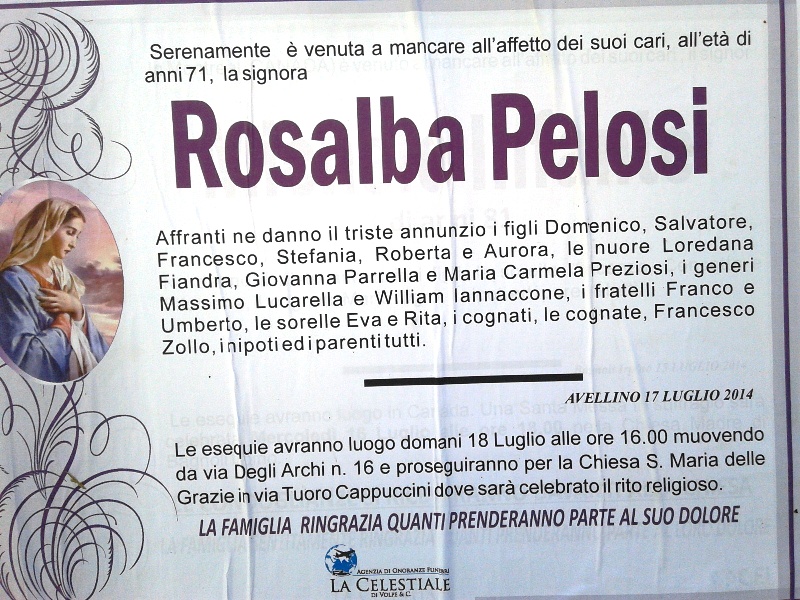 Serenamente è venuta a mancare all'affetto dei suoi cari, all'età di
anni 71, la signora
Rosalba Pelosi
Affranti ne danno il triste annunzio i figli Domenico, Salvatore,
Francesco, Stefania, Roberta e Aurora, le nuore Loredana
Fiandra, Giovanna Parrella e Maria Carmela Preziosi, i generi
Massimo Lucarella e William Iannaccone, i fratelli Franco e
Umberto, le sorelle Eva e Rita, i cognati, le cognate, Francesco
Zollo, i nipoti ed i parenti tutti.
AVELLINO 17 LUGLIO 2014
Le esequie avranno luogo domani 18 Luglio alle ore 16.00 muovendo
da via Degli Archi n. 16 e proseguiranno per la Chiesa S. Maria delle
Grazie in via Tuoro Cappuccini dove sarà celebrato il rito religioso.
LA FAMIGLIA RINGRAZIA QUANTI PRENDERANNO PARTE AL SUO DOLORE
AGENZIA DI ONORANZE FUNEBRI
LA CELESTIALE
DI VOLPE & C.